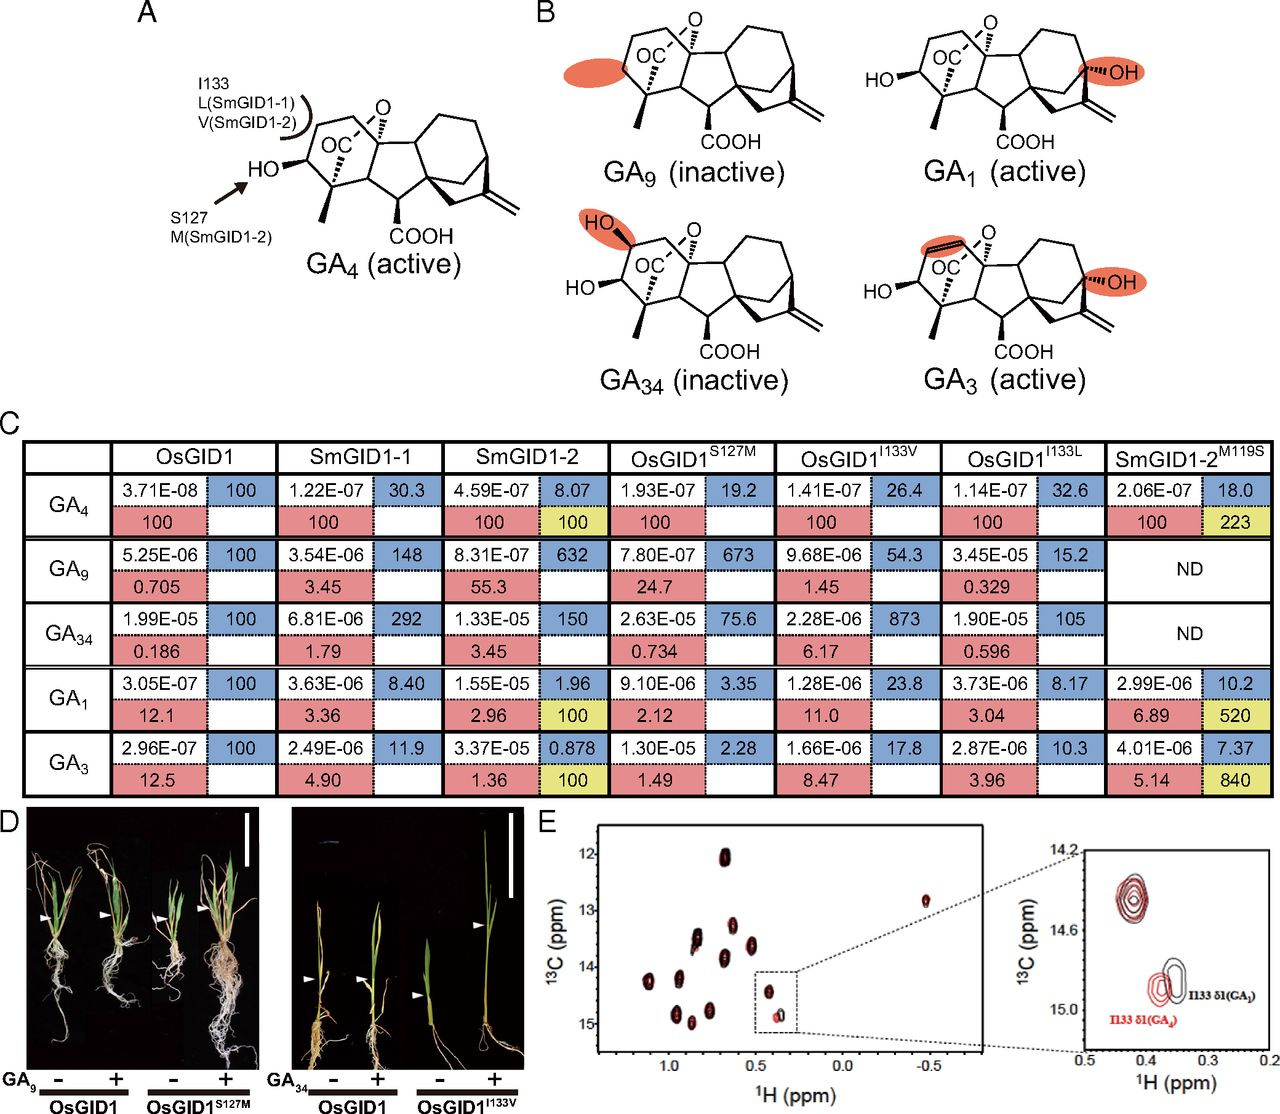 A
I133
L(SmGID1-1)
V(SmGID1-2)
O
OC
HO
S127
M(SmGID1-2)
COOH
GA4 (active)
B
O
OC
COOH
GA9 (inactive)
O
OC
HO
OH
COOH
GA1 (active)
HO
O
OC
HO
COOH
GA34 (inactive)
O
OC
HO
OH
COOH
GA3 (active)
C
OsGID1 SmGID1-1 SmGID1-2 OsGID1S127M OsGID1I133V OsGID1I133L SmGID1-2M119S
GA4
3.71E-08 100 1.22E-07 30.3 4.59E-07 8.07 1.93E-07 19.2 1.41E-07 26.4 1.14E-07 32.6 2.06E-07 18.0
100 100 100 100 100 100 100 100 223
GA9
5.25E-06 100 3.54E-06 148 8.31E-07 632 7.80E-07 673 9.68E-06 54.3 3.45E-05 15.2 ND
0.705 3.45 55.3 24.7 1.45 0.329
GA34
1.99E-05 100 6.81E-06 292 1.33E-05 150 2.63E-05 75.6 2.28E-06 873 1.90E-05 105 ND
0.186 1.79 3.45 0.734 6.17 0.596
GA1
3.05E-07 100 3.63E-06 8.40 1.55E-05 1.96 9.10E-06 3.35 1.28E-06 23.8 3.73E-06 8.17 2.99E-06 10.2
12.1 3.36 2.96 100 2.12 11.0 3.04 6.89 520
GA3
2.96E-07 100 2.49E-06 11.9 3.37E-05 0.878 1.30E-05 2.28 1.66E-06 17.8 2.87E-06 10.3 4.01E-06 7.37
12.5 4.90 1.36 100 1.49 8.47 3.96 5.14 840
D
GA9 - + - +
OsGID1 OsGID1S127M
GA34 - + - +
OsGID1 OsGID1I133V
E
12
13
14
15
13C (ppm)
1.0 0.5 0.0 -0.5
1H (ppm)
14.2
14.6
15.0
13C (ppm)
I133 δ1(GA1)
I133 δ1(GA4)
0.5 0.4 0.3 0.2
1H (ppm)